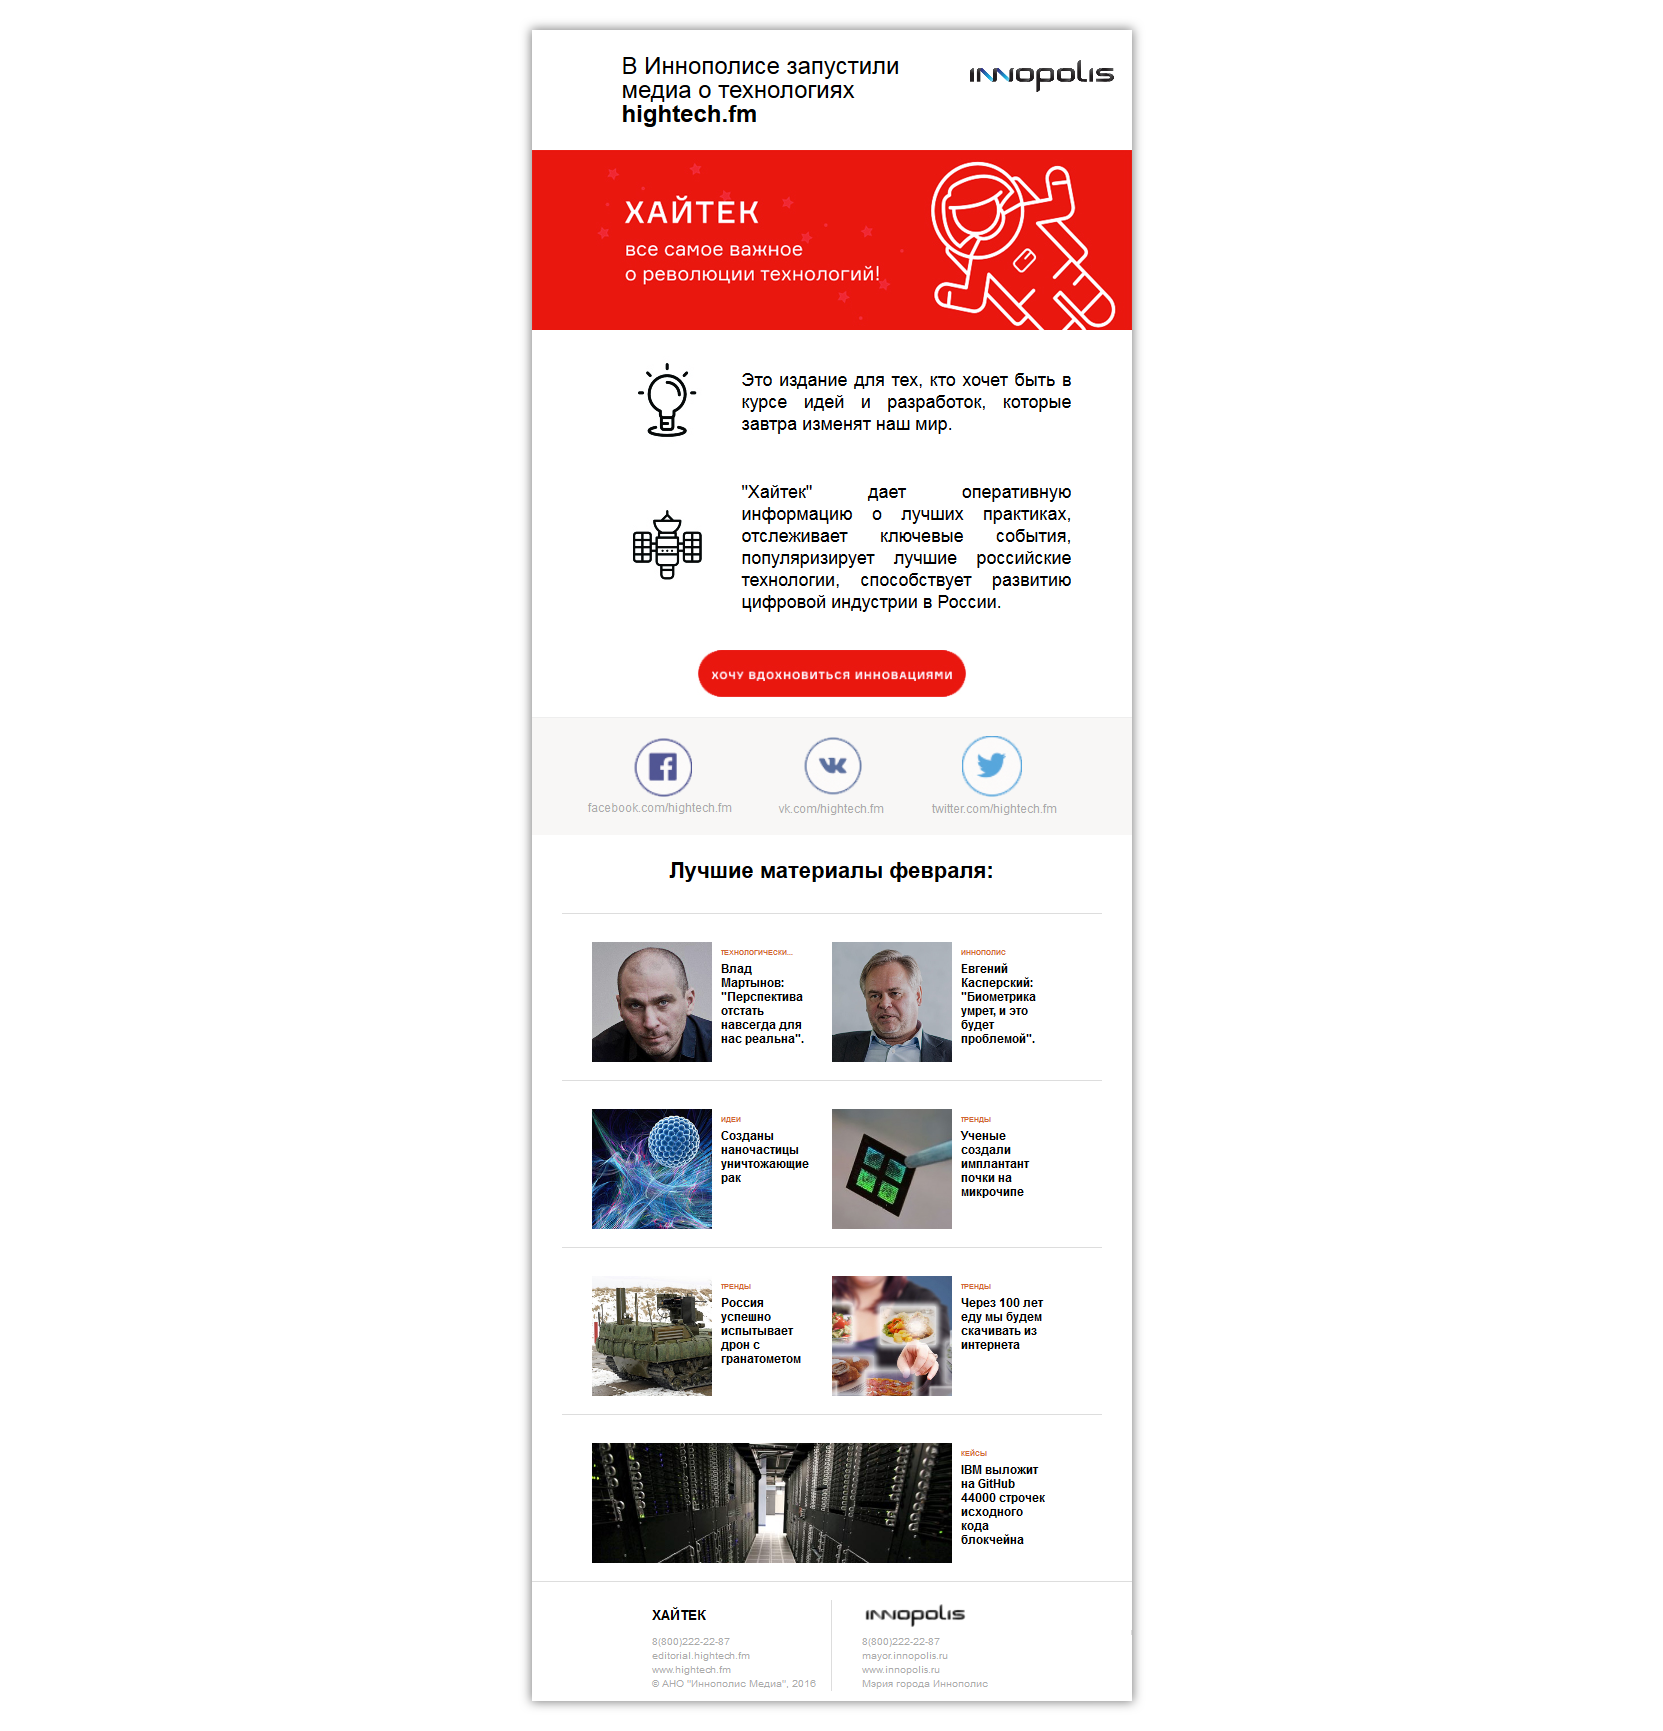 В Иннополисе запустили
медиа о технологиях
hightech.fm
INNOPOLIS
ХАЙТЕК
все самое важное
о революции технологий!
Это издание для тех, кто хочет быть в
курсе идей и разработок, которые
завтра изменят наш мир.
"Хайтек" дает оперативную
информацию о лучших практиках,
отслеживает ключевые события,
популяризирует лучшие российские
технологии, способствует развитию
цифровой индустрии в России.
ХОЧУ ВДОХНОВИТЬСЯ ИННОВАЦИЯМИ
facebook.com/hightech.fm
vk.com/hightech.fm
twitter.com/hightech.fm
Лучшие материалы февраля:
ТЕХНОЛОГИЧЕСКИ...
Влад
Мартынов:
"Перспектива
отстать
навсегда для
нас реальна".
ИННОПОЛИС
Евгений
Касперский:
"Биометрика
умрет, и это
будет
проблемой".
ИДЕИ
Созданы
наночастицы
уничтожающие
рак
ТРЕНДЫ
Ученые
создали
имплантант
почки на
микрочипе
ТРЕНДЫ
Россия
успешно
испытывает
дрон с
гранатометом
ТРЕНДЫ
Через 100 лет
еду мы будем
скачивать из
интернета
КЕЙСЫ
IBM выложит
на GitHub
44000 строчек
исходного
кода
блокчейна
ХАЙТЕК
8(800)222-22-87
editorial.hightech.fm
www.hightech.fm
© АНО "Иннополис Медиа", 2016
INNOPOLIS
8(800)222-22-87
mayor.innopolis.ru
www.innopolis.ru
Мэрия города Иннополис